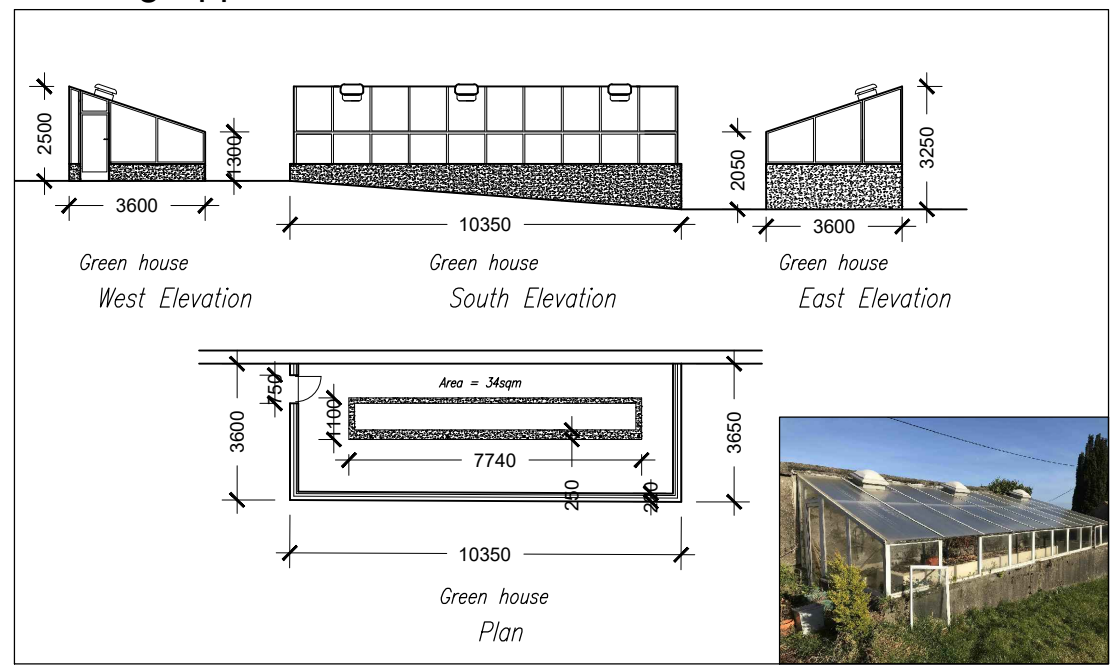 2500
1300
3600
10350
2050
3250
3600
Green house
West Elevation
Green house
South Elevation
Green house
East Elevation
Area = 34sqm
750
1100
3600
3650
7740
250
10350
Green house
Plan